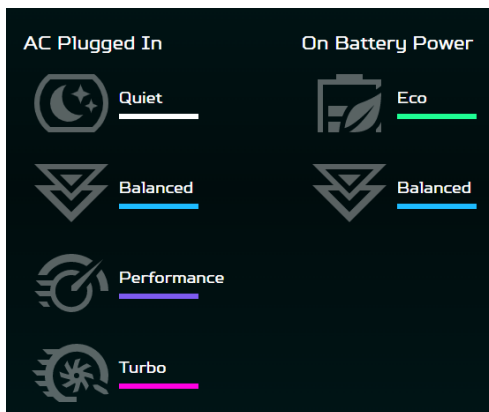 AC Plugged In
On Battery Power
Quiet
Eco
Balanced
Balanced
Performance
Turbo